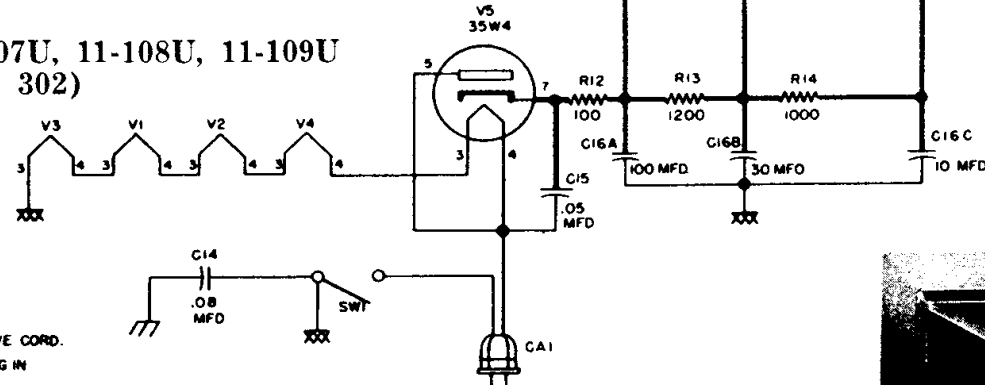 07U, 11-108U, 11-109U
302)
V5
35W4
5
7
3
4
V3
V1
V2
V4
3
4
3
4
3
4
3
4
R12
100
R13
1200
R14
1000
C16A
100 MFD
C16B
30 MFD
C16C
10 MFD
C15
.05
MFD
C14
.08
MFD
SW1
CA1
VE CORD.
G IN